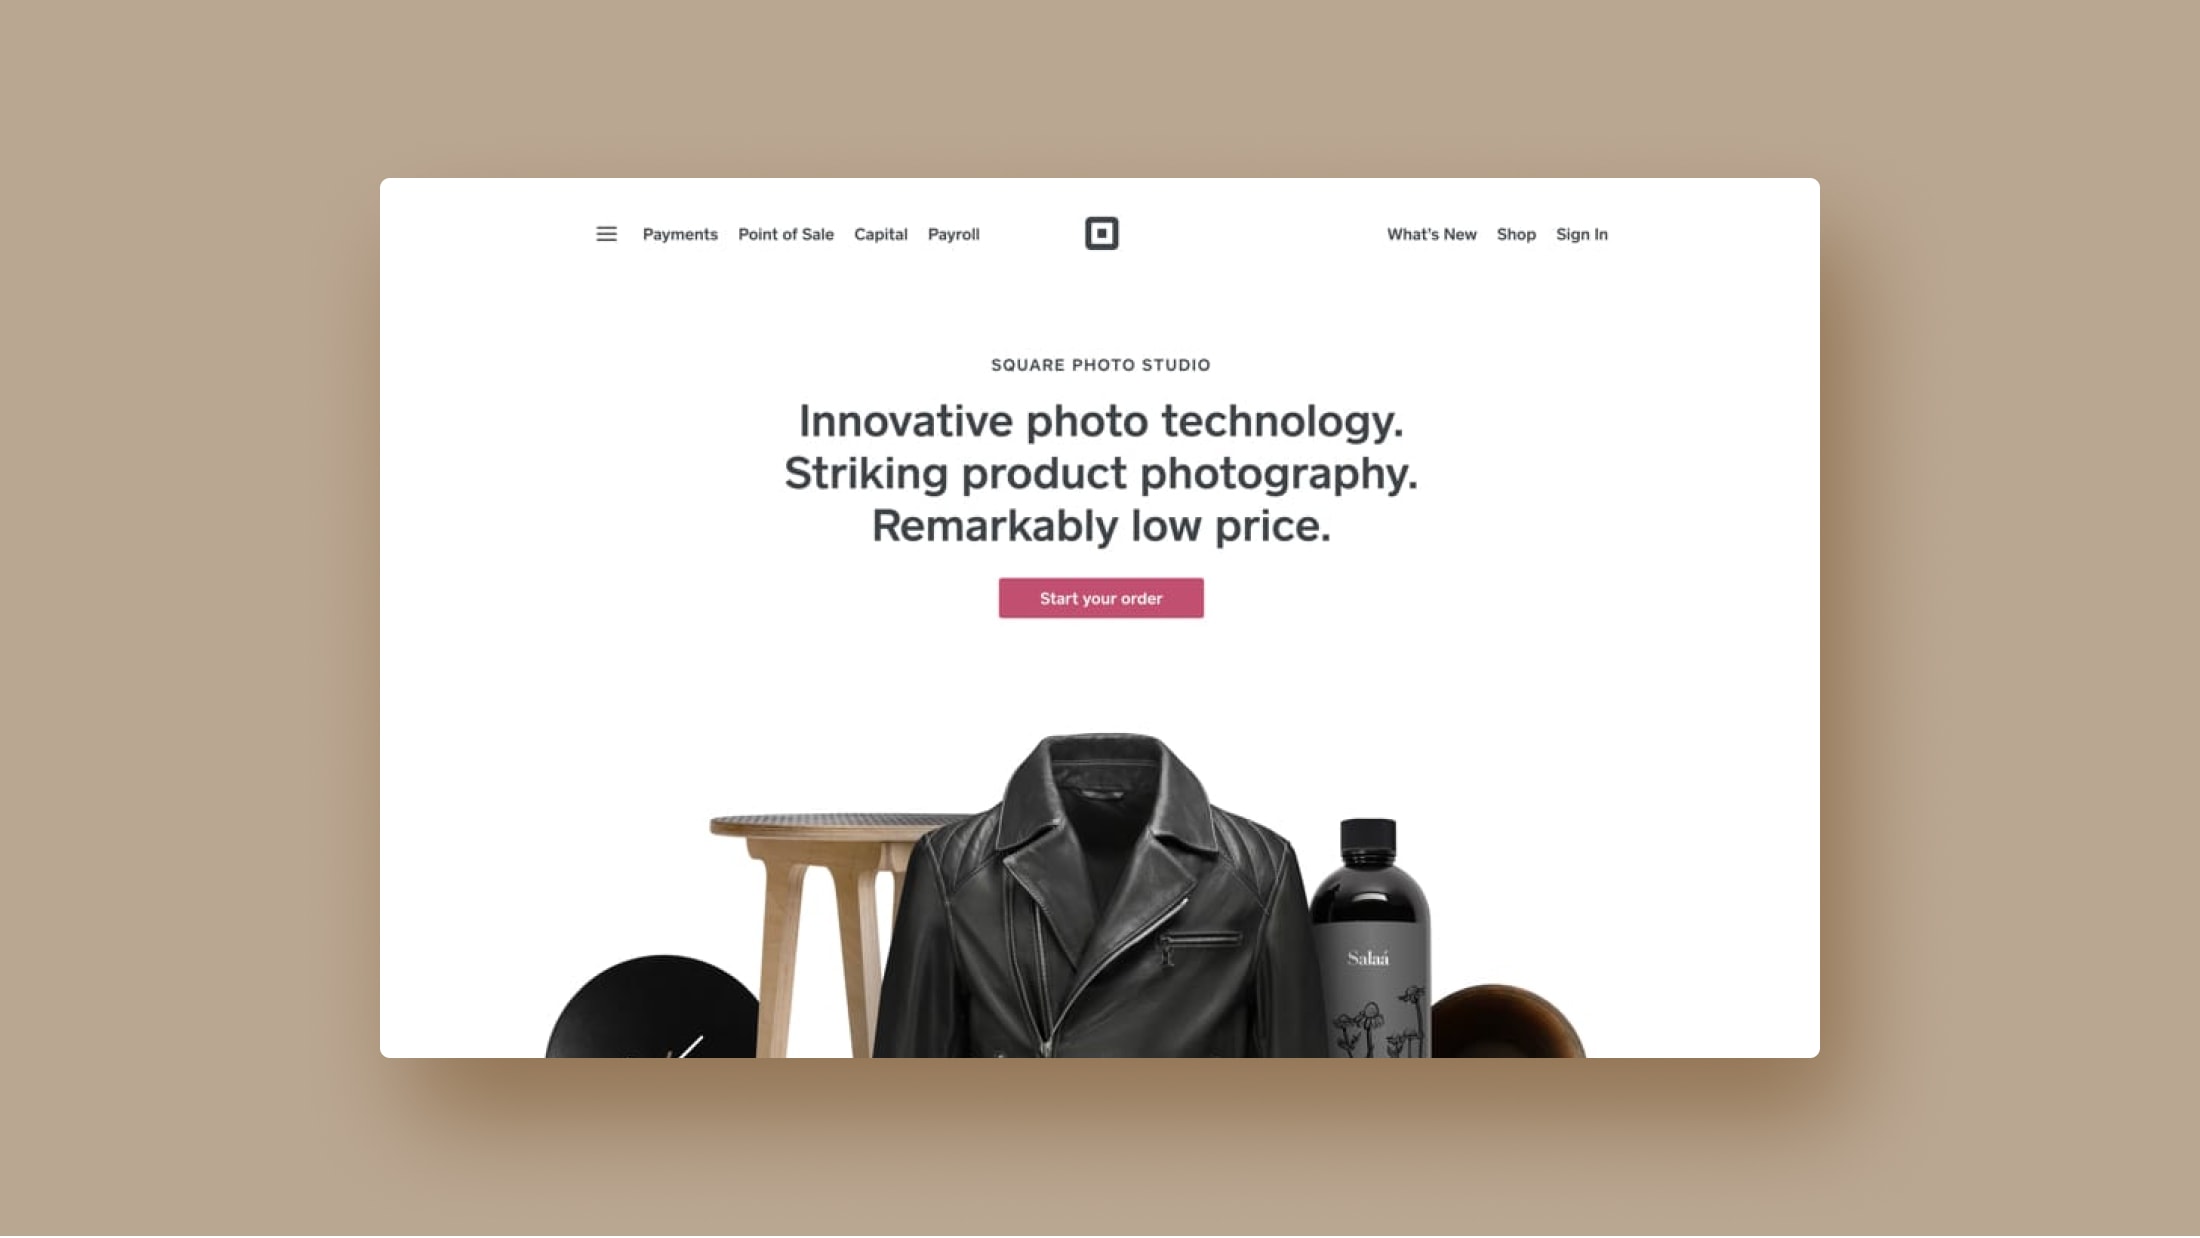 Payments Point of Sale Capital Payroll
What's New Shop Sign In
SQUARE PHOTO STUDIO
Innovative photo technology.
Striking product photography.
Remarkably low price.
Start your order
Salaá